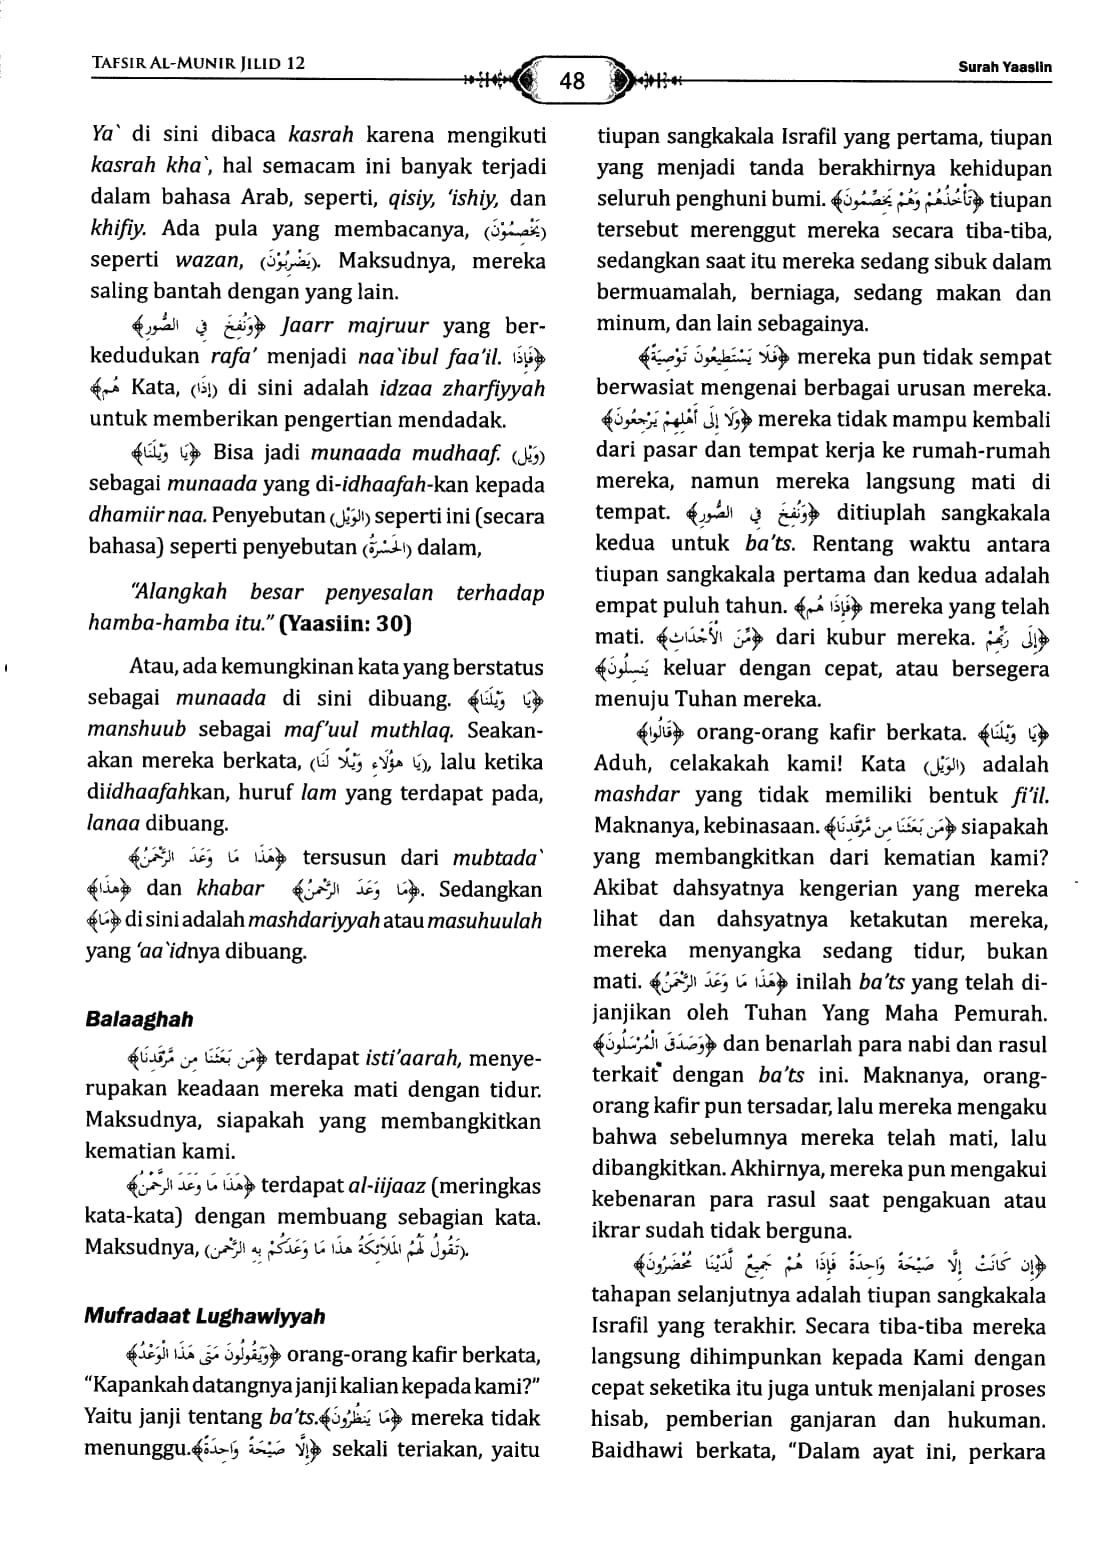 TAFSIR AL-MUNIR JILID 12
48
Surah Yaasiin
Ya` di sini dibaca kasrah karena mengikuti
kasrah kha`, hal semacam ini banyak terjadi
dalam bahasa Arab, seperti, qisiy, ‘ishiy, dan
khifiy. Ada pula yang membacanya, (يَخْصِمُوْنَ)
seperti wazan, (يَضْرِبُوْنَ). Maksudnya, mereka
saling bantah dengan yang lain.
﴿وَنُفِخَ فِي الصُّورِ﴾ Jaarr majruur yang ber-
kedudukan rafa’ menjadi naa`ibul faa’il. ﴿فَإِذَا
هُم﴾ Kata, (إِذَا) di sini adalah idzaa zharfiyyah
untuk memberikan pengertian mendadak.
﴿يَا وَيْلَنَا﴾ Bisa jadi munaada mudhaaf. (وَيْل)
sebagai munaada yang di-idhaafah-kan kepada
dhamiir naa. Penyebutan (الوَيْل) seperti ini (secara
bahasa) seperti penyebutan (الحَسْرَةُ) dalam,
“Alangkah besar penyesalan terhadap
hamba-hamba itu.” (Yaasiin: 30)
Atau, ada kemungkinan kata yang berstatus
sebagai munaada di sini dibuang. ﴿يَا وَيْلَنَا﴾
manshuub sebagai maf’uul muthlaq. Seakan-
akan mereka berkata, (يَا هؤُلَاءِ وَيْلًا لَنَا), lalu ketika
diidhaafahkan, huruf lam yang terdapat pada,
lanaa dibuang.
﴿هَذَا مَا وَعَدَ الرَّحْمَنُ﴾ tersusun dari mubtada`
﴿هذَا﴾ dan khabar ﴿مَا وَعَدَ الرَّحْمنُ﴾. Sedangkan
﴿مَا﴾ di sini adalah mashdariyyah atau masuhuulah
yang ‘aa`idnya dibuang.
Balaaghah
﴿مَن بَعَثَنَا مِن مَّرْقَدِنَا﴾ terdapat isti’aarah, menye-
rupakan keadaan mereka mati dengan tidur.
Maksudnya, siapakah yang membangkitkan
kematian kami.
﴿هَذَا مَا وَعَدَ الرَّحْمَنُ﴾ terdapat al-iijaaz (meringkas
kata-kata) dengan membuang sebagian kata.
Maksudnya, (تَقُولُ لَهُمُ المَلَائِكَةُ هذَا مَا وَعَدَكُمْ بِهِ الرَّحْمن).
Mufradaat Lughawiyyah
﴿وَيَقُولُونَ مَتَى هَذَا الْوَعْدُ﴾ orang-orang kafir berkata,
“Kapankah datangnya janji kalian kepada kami?”
Yaitu janji tentang ba’ts. ﴿مَا يَنظُرُونَ﴾ mereka tidak
menunggu. ﴿إِلَّا صَيْحَةً وَاحِدَةً﴾ sekali teriakan, yaitu
tiupan sangkakala Israfil yang pertama, tiupan
yang menjadi tanda berakhirnya kehidupan
seluruh penghuni bumi. ﴿تَأْخُذُهُمْ وَهُمْ يَخِصِّمُونَ﴾ tiupan
tersebut merenggut mereka secara tiba-tiba,
sedangkan saat itu mereka sedang sibuk dalam
bermuamalah, berniaga, sedang makan dan
minum, dan lain sebagainya.
﴿فَلَا يَسْتَطِيعُونَ تَوْصِيَةً﴾ mereka pun tidak sempat
berwasiat mengenai berbagai urusan mereka.
﴿وَلَا إِلَى أَهْلِهِمْ يَرْجِعُونَ﴾ mereka tidak mampu kembali
dari pasar dan tempat kerja ke rumah-rumah
mereka, namun mereka langsung mati di
tempat. ﴿وَنُفِخَ فِي الصُّورِ﴾ ditiuplah sangkakala
kedua untuk ba’ts. Rentang waktu antara
tiupan sangkakala pertama dan kedua adalah
empat puluh tahun. ﴿فَإِذَا هُم﴾ mereka yang telah
mati. ﴿مِّنَ الْأَجْدَاثِ﴾ dari kubur mereka. ﴿إِلَى رَبِّهِمْ
يَنسِلُونَ﴾ keluar dengan cepat, atau bersegera
menuju Tuhan mereka.
﴿قَالُوا﴾ orang-orang kafir berkata. ﴿يَا وَيْلَنَا﴾
Aduh, celakakah kami! Kata (الوَيْل) adalah
mashdar yang tidak memiliki bentuk fi’il.
Maknanya, kebinasaan. ﴿مَن بَعَثَنَا مِن مَّرْقَدِنَا﴾ siapakah
yang membangkitkan dari kematian kami?
Akibat dahsyatnya kengerian yang mereka
lihat dan dahsyatnya ketakutan mereka,
mereka menyangka sedang tidur, bukan
mati. ﴿هَذَا مَا وَعَدَ الرَّحْمَنُ﴾ inilah ba’ts yang telah di-
janjikan oleh Tuhan Yang Maha Pemurah.
﴿وَصَدَقَ الْمُرْسَلُونَ﴾ dan benarlah para nabi dan rasul
terkait dengan ba’ts ini. Maknanya, orang-
orang kafir pun tersadar, lalu mereka mengaku
bahwa sebelumnya mereka telah mati, lalu
dibangkitkan. Akhirnya, mereka pun mengakui
kebenaran para rasul saat pengakuan atau
ikrar sudah tidak berguna.
﴿إِن كَانَتْ إِلَّا صَيْحَةً وَاحِدَةً فَإِذَا هُمْ جَمِيعٌ لَّدَيْنَا مُحْضَرُونَ﴾
tahapan selanjutnya adalah tiupan sangkakala
Israfil yang terakhir. Secara tiba-tiba mereka
langsung dihimpunkan kepada Kami dengan
cepat seketika itu juga untuk menjalani proses
hisab, pemberian ganjaran dan hukuman.
Baidhawi berkata, “Dalam ayat ini, perkara